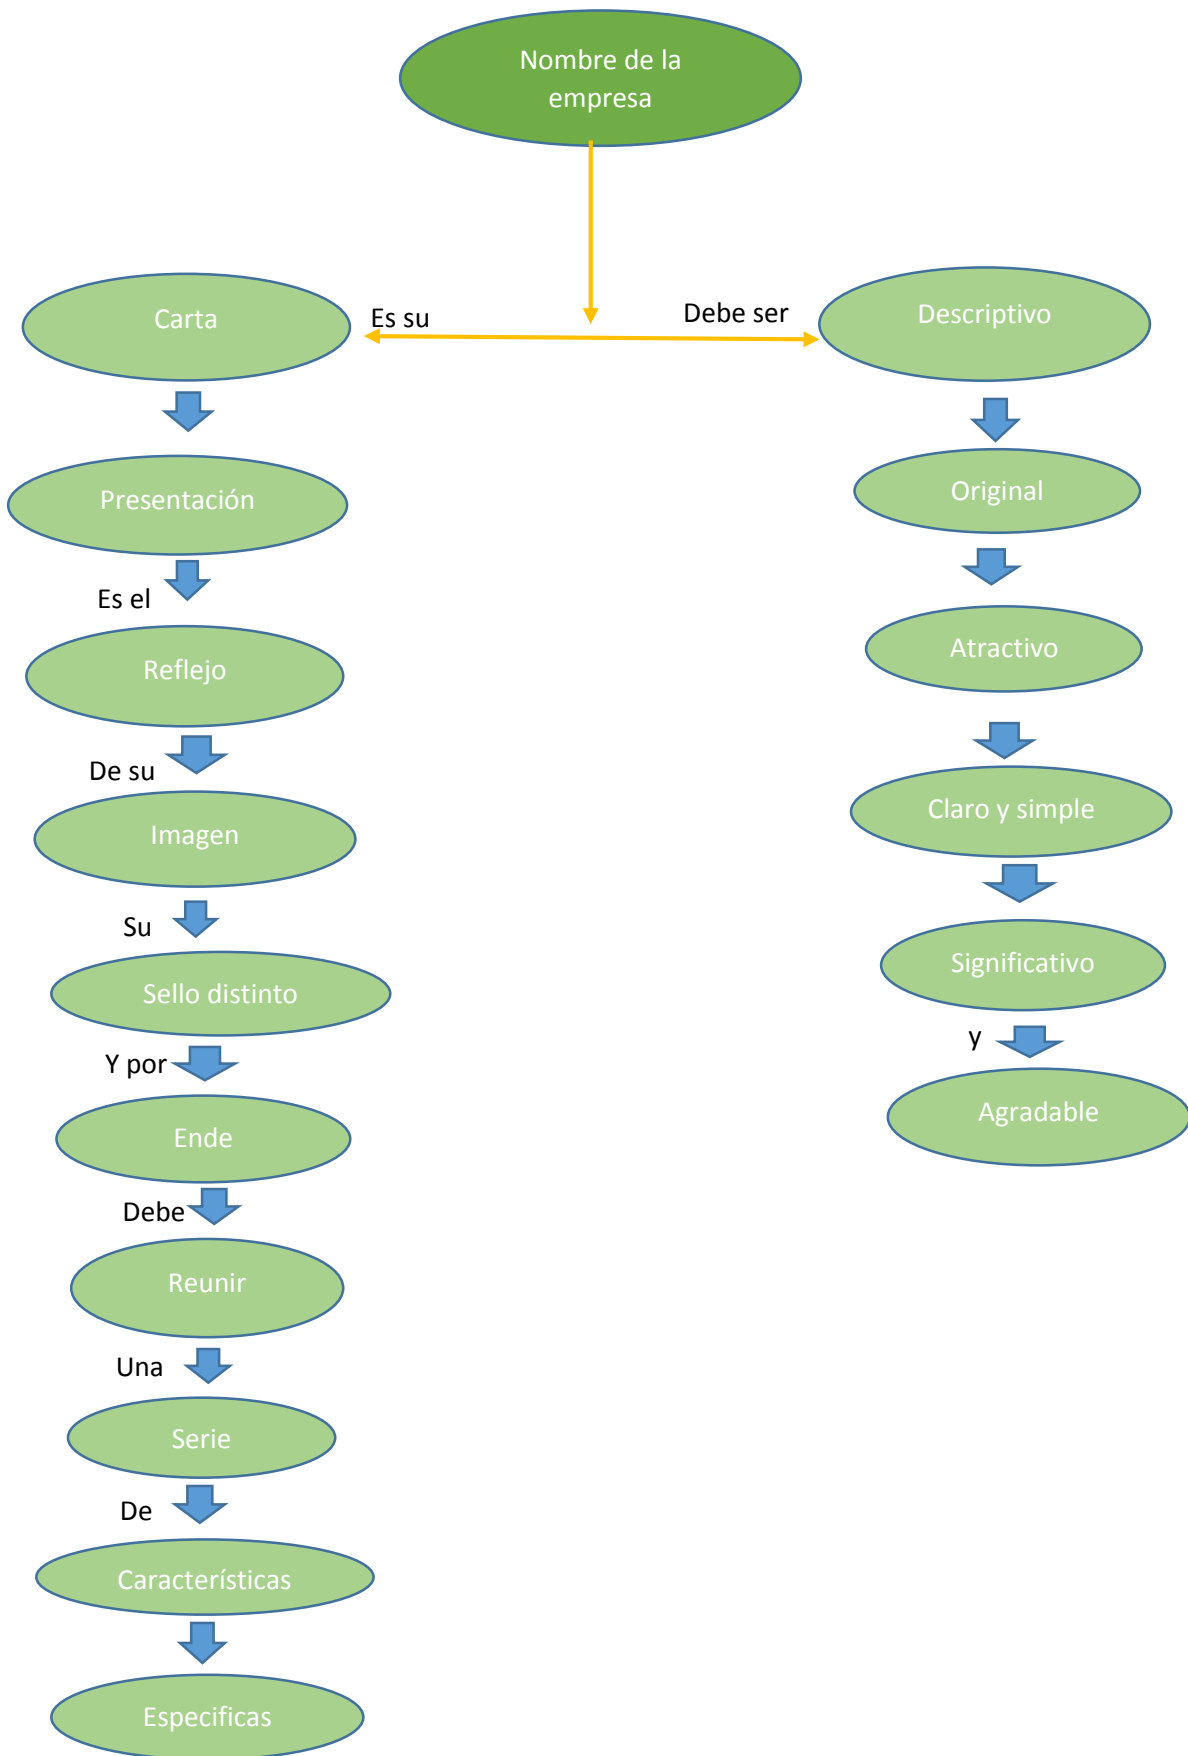 Nombre de la
empresa
Carta
Es su
Debe ser
Descriptivo
Presentación
Es el
Reflejo
De su
Imagen
Su
Sello distinto
Y por
Ende
Debe
Reunir
Una
Serie
De
Características
Especificas
Original
Atractivo
Claro y simple
Significativo
y
Agradable